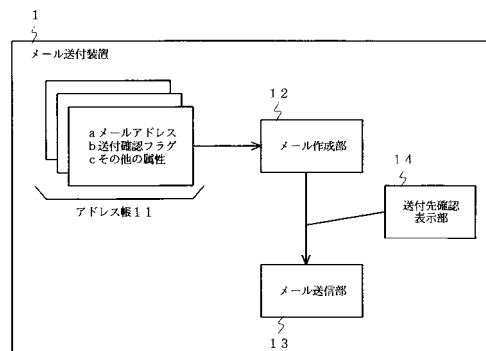 1
メール送付装置
12
aメールアドレス
b送付確認フラグ
cその他の属性
メール作成部
14
アドレス帳11
送付先確認
表示部
メール送信部
13